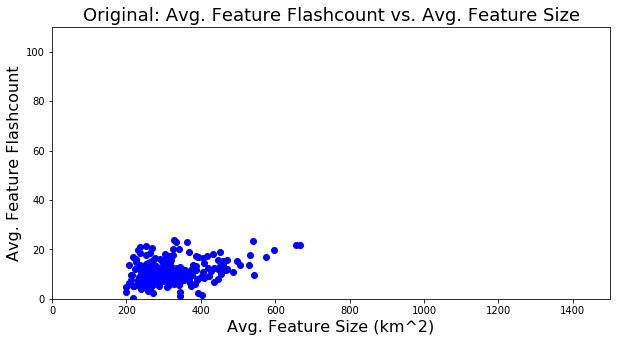 Original: Avg. Feature Flashcount vs. Avg. Feature Size
Avg. Feature Flashcount
100
80
60
40
20
0
0 200 400 600 800 1000 1200 1400
Avg. Feature Size (km^2)